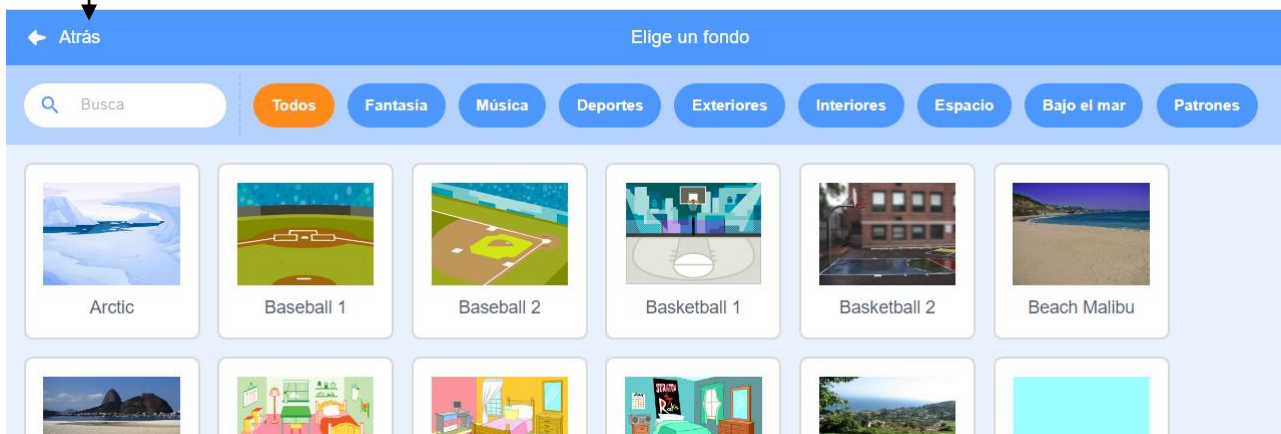 Atrás
Elige un fondo
Busca
Todos
Fantasía
Música
Deportes
Exteriores
Interiores
Espacio
Bajo el mar
Patrones
Arctic
Baseball 1
Baseball 2
Basketball 1
Basketball 2
Beach Malibu